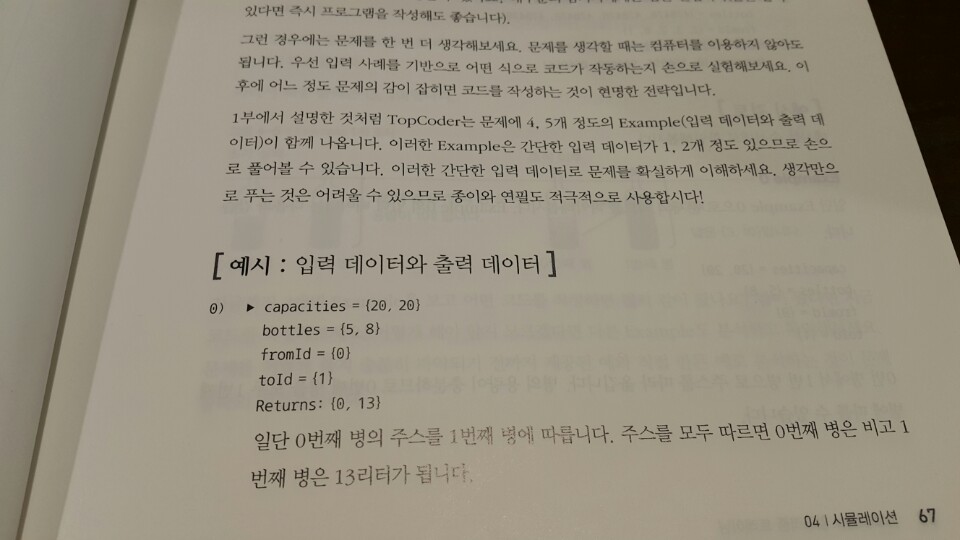 있다면 즉시 프로그램을 작성해도 좋습니다).
그런 경우에는 문제를 한 번 더 생각해보세요. 문제를 생각할 때는 컴퓨터를 이용하지 않아도
됩니다. 우선 입력 사례를 기반으로 어떤 식으로 코드가 작동하는지 손으로 실험해보세요. 이
후에 어느 정도 문제의 감이 잡히면 코드를 작성하는 것이 현명한 전략입니다.
1부에서 설명한 것처럼 TopCoder는 문제에 4, 5개 정도의 Example(입력 데이터와 출력 데
이터)이 함께 나옵니다. 이러한 Example은 간단한 입력 데이터가 1, 2개 정도 있으므로 손으
로 풀어볼 수 있습니다. 이러한 간단한 입력 데이터로 문제를 확실하게 이해하세요. 생각만으
로 푸는 것은 어려울 수 있으므로 종이와 연필도 적극적으로 사용합시다!
[예시 : 입력 데이터와 출력 데이터]
0) ▶ capacities = {20, 20}
bottles = {5, 8}
fromId = {0}
toId = {1}
Returns: {0, 13}
일단 0번째 병의 주스를 1번째 병에 따릅니다. 주스를 모두 따르면 0번째 병은 비고 1
번째 병은 13리터가 됩니다.
04 | 시뮬레이션 67